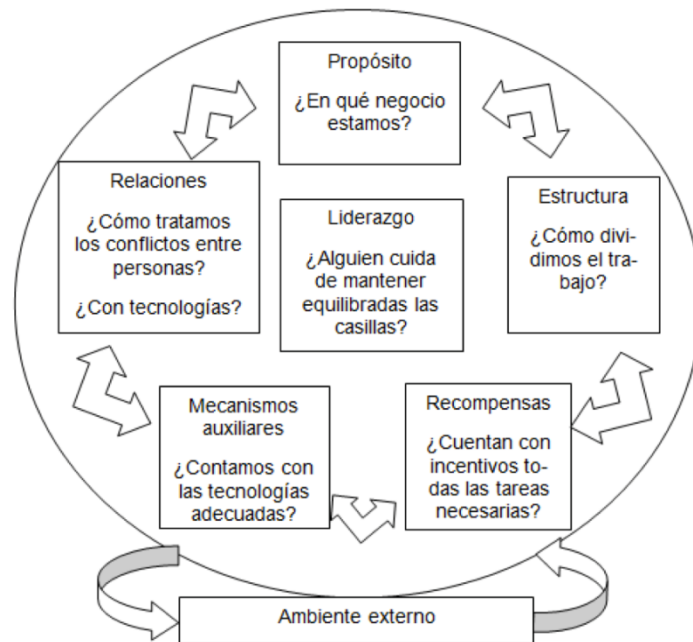 Propósito
¿En qué negocio
estamos?
Relaciones
¿Cómo tratamos
los conflictos entre
personas?
¿Con tecnologías?
Liderazgo
¿Alguien cuida
de mantener
equilibradas las
casillas?
Estructura
¿Cómo divi-
dimos el tra-
bajo?
Mecanismos
auxiliares
¿Contamos con
las tecnologías
adecuadas?
Recompensas
¿Cuentan con
incentivos to-
das las tareas
necesarias?
Ambiente externo